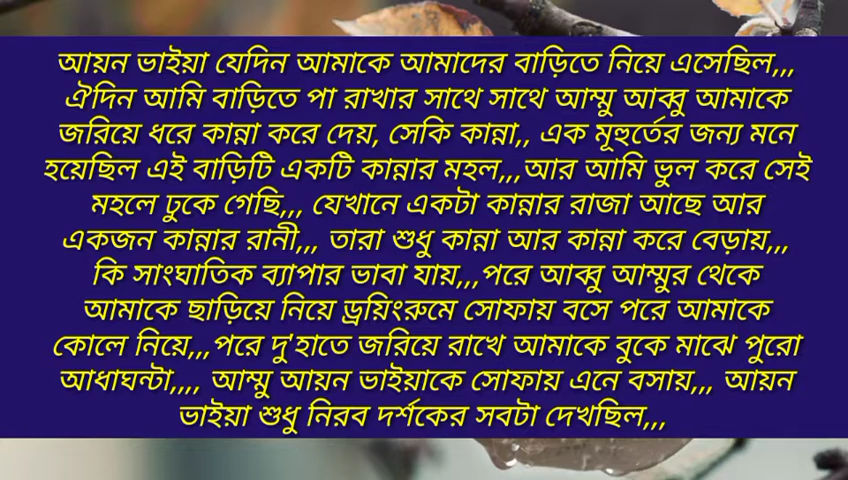 আয়ন ভাইয়া যেদিন আমাকে আমাদের বাড়িতে নিয়ে এসেছিল,,,
ঐদিন আমি বাড়িতে পা রাখার সাথে সাথে আম্মু আব্বু আমাকে
জরিয়ে ধরে কান্না করে দেয়, সেকি কান্না,, এক মূহুর্তের জন্য মনে
হয়েছিল এই বাড়িটি একটি কান্নার মহল,,,আর আমি ভুল করে সেই
মহলে ঢুকে গেছি,,, যেখানে একটা কান্নার রাজা আছে আর
একজন কান্নার রানী,,, তারা শুধু কান্না আর কান্না করে বেড়ায়,,,
কি সাংঘাতিক ব্যাপার ভাবা যায়,,,পরে আব্বু আম্মুর থেকে
আমাকে ছাড়িয়ে নিয়ে ড্রয়িংরুমে সোফায় বসে পরে আমাকে
কোলে নিয়ে,,,পরে দু'হাতে জরিয়ে রাখে আমাকে বুকে মাঝে পুরো
আধাঘন্টা,,,, আম্মু আয়ন ভাইয়াকে সোফায় এনে বসায়,,, আয়ন
ভাইয়া শুধু নিরব দর্শকের সবটা দেখছিল,,,